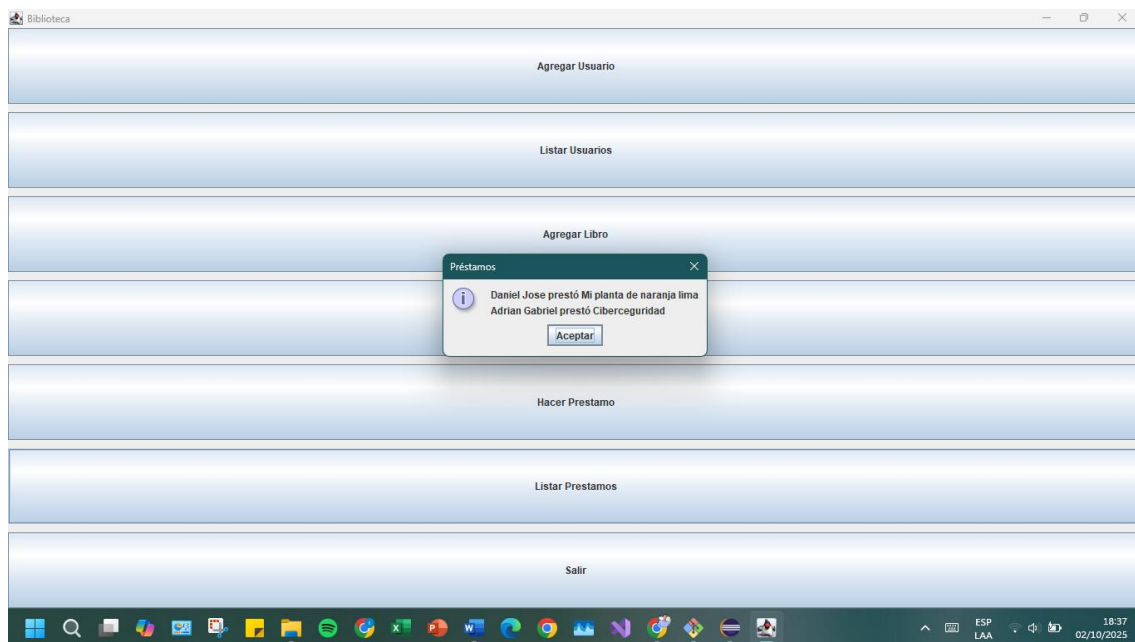 Biblioteca
Agregar Usuario
Listar Usuarios
Agregar Libro
Préstamos
Daniel Jose prestó Mi planta de naranja lima
Adrian Gabriel prestó Ciberceguridad
Aceptar
Hacer Prestamo
Listar Prestamos
Salir
ESP
LAA
18:37
02/10/2025